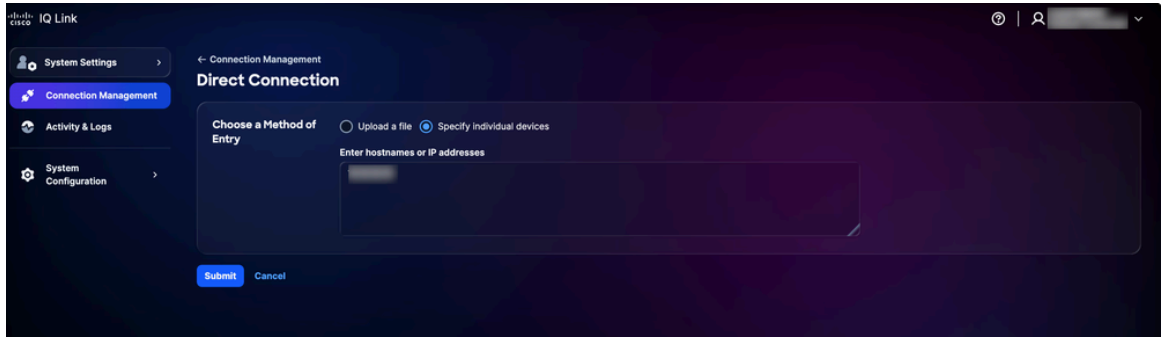 cisco IQ Link
System Settings
Connection Management
Activity & Logs
System
Configuration
← Connection Management
Direct Connection
Choose a Method of
Entry
Upload a file Specify individual devices
Enter hostnames or IP addresses
Submit Cancel